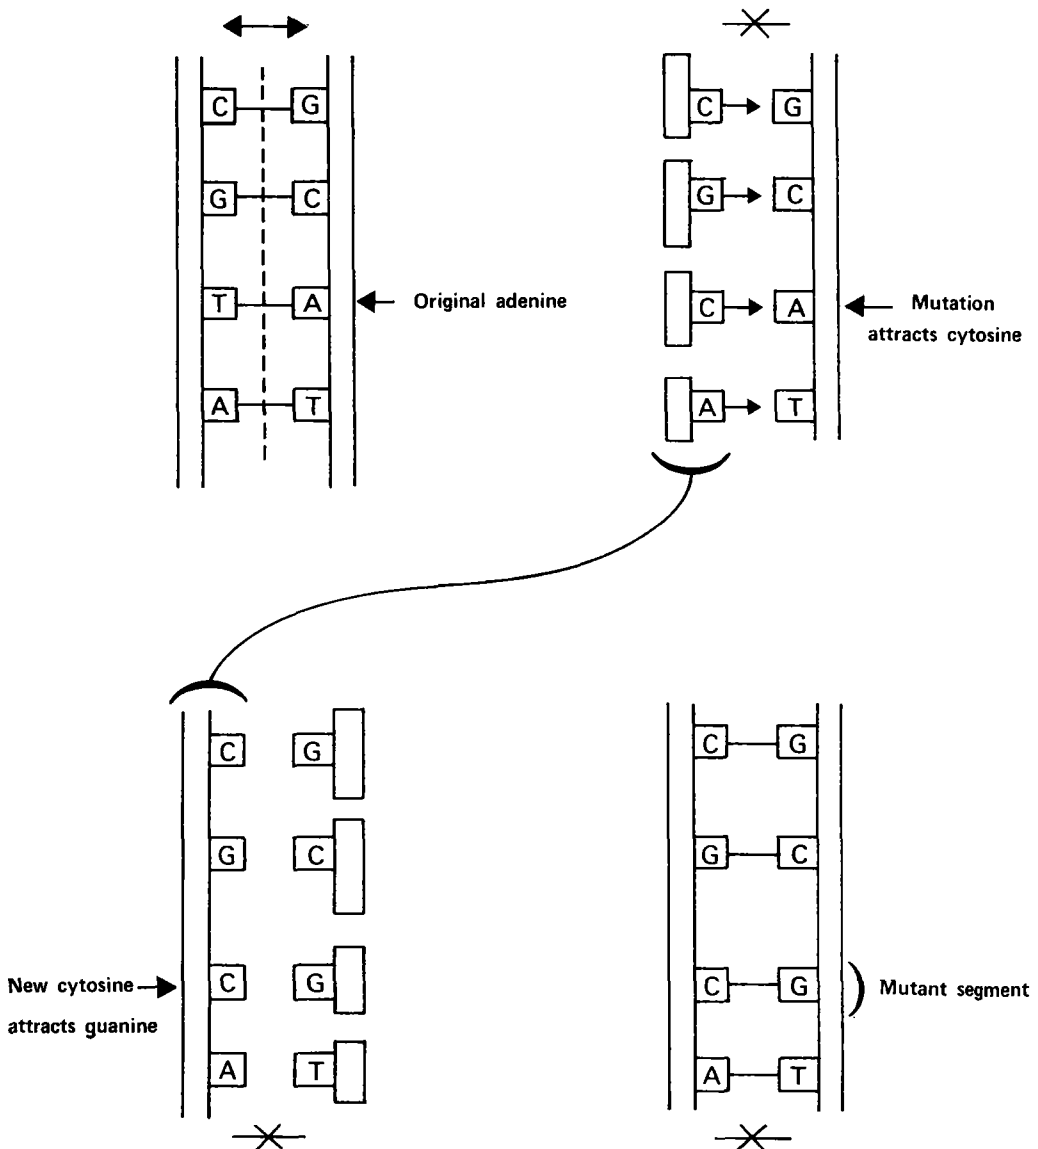 C G
G C
T A
Original adenine
A T
C G
G C
C A
Mutation
attracts cytosine
A T
C G
G C
New cytosine
attracts guanine
C G
A T
C G
G C
C G
Mutant segment
A T